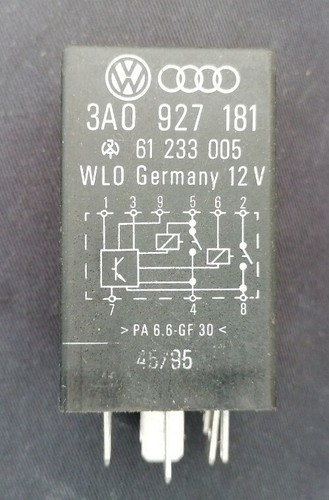 3A0 927 181
61 233 005
WLO Germany 12V
1 3 9 5 6 2
7 4 8
>PA 6.6-GF 30<
45/95